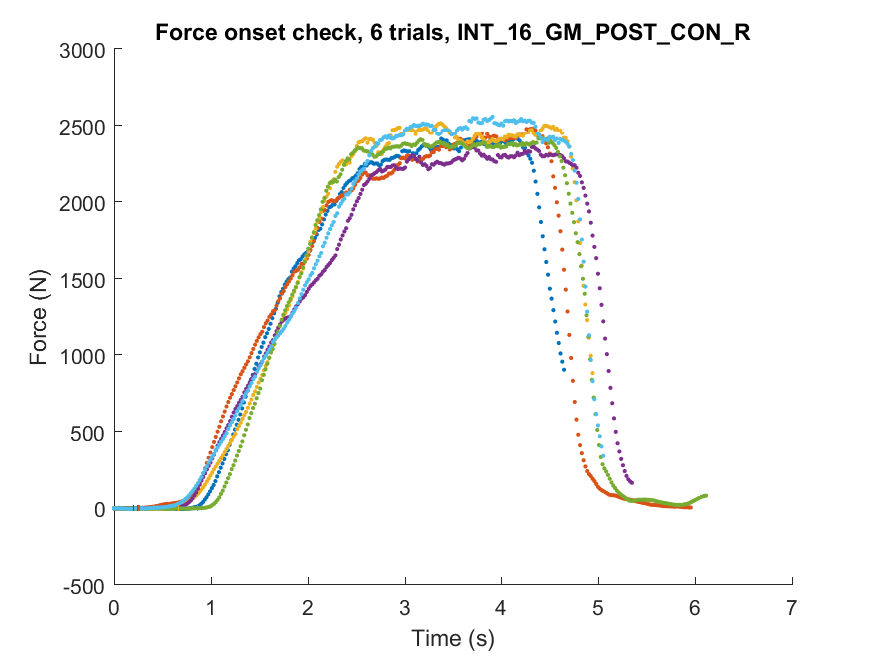 Force onset check, 6 trials, INT_16_GM_POST_CON_R
3000
2500
2000
1500
1000
500
0
-500
Force (N)
0 1 2 3 4 5 6 7
Time (s)